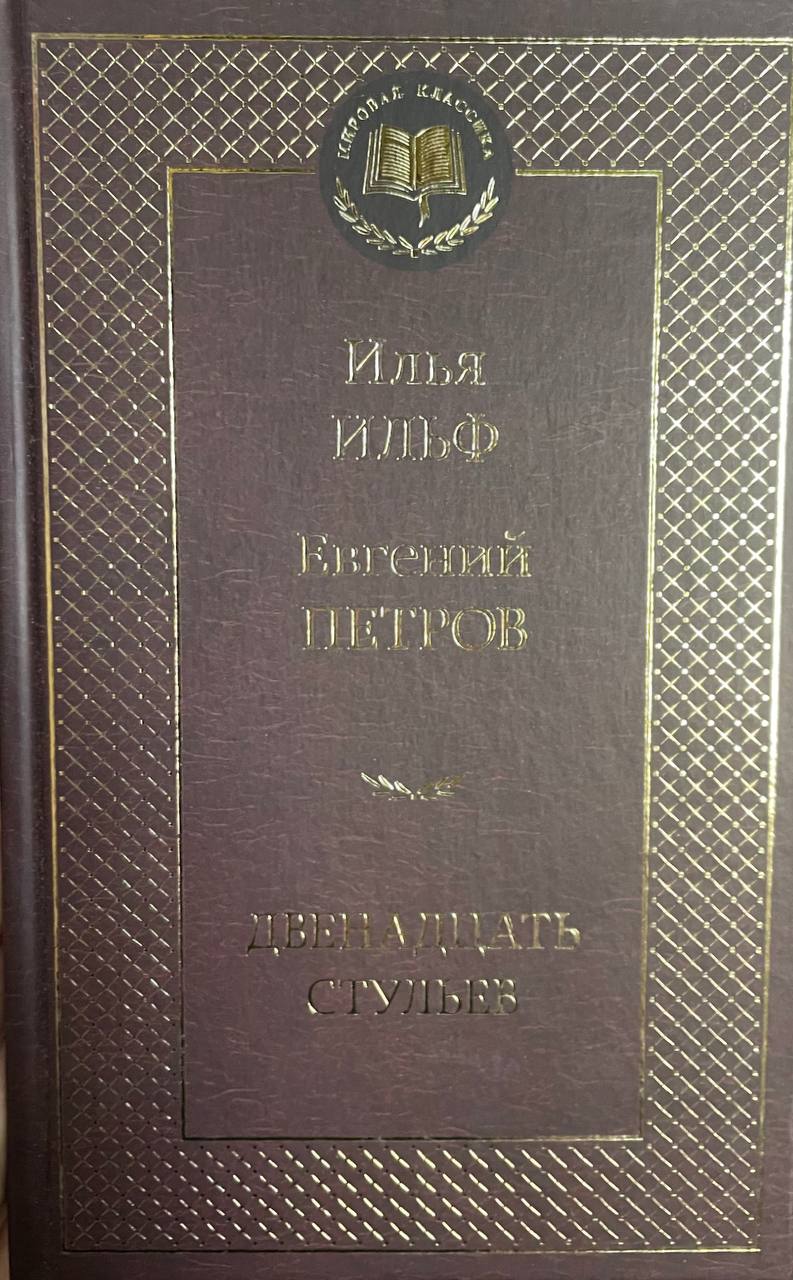 МИРОВАЯ КЛАССИКА
Илья
ИЛЬФ
Евгений
ПЕТРОВ
ДВЕНАДЦАТЬ
СТУЛЬЕВ